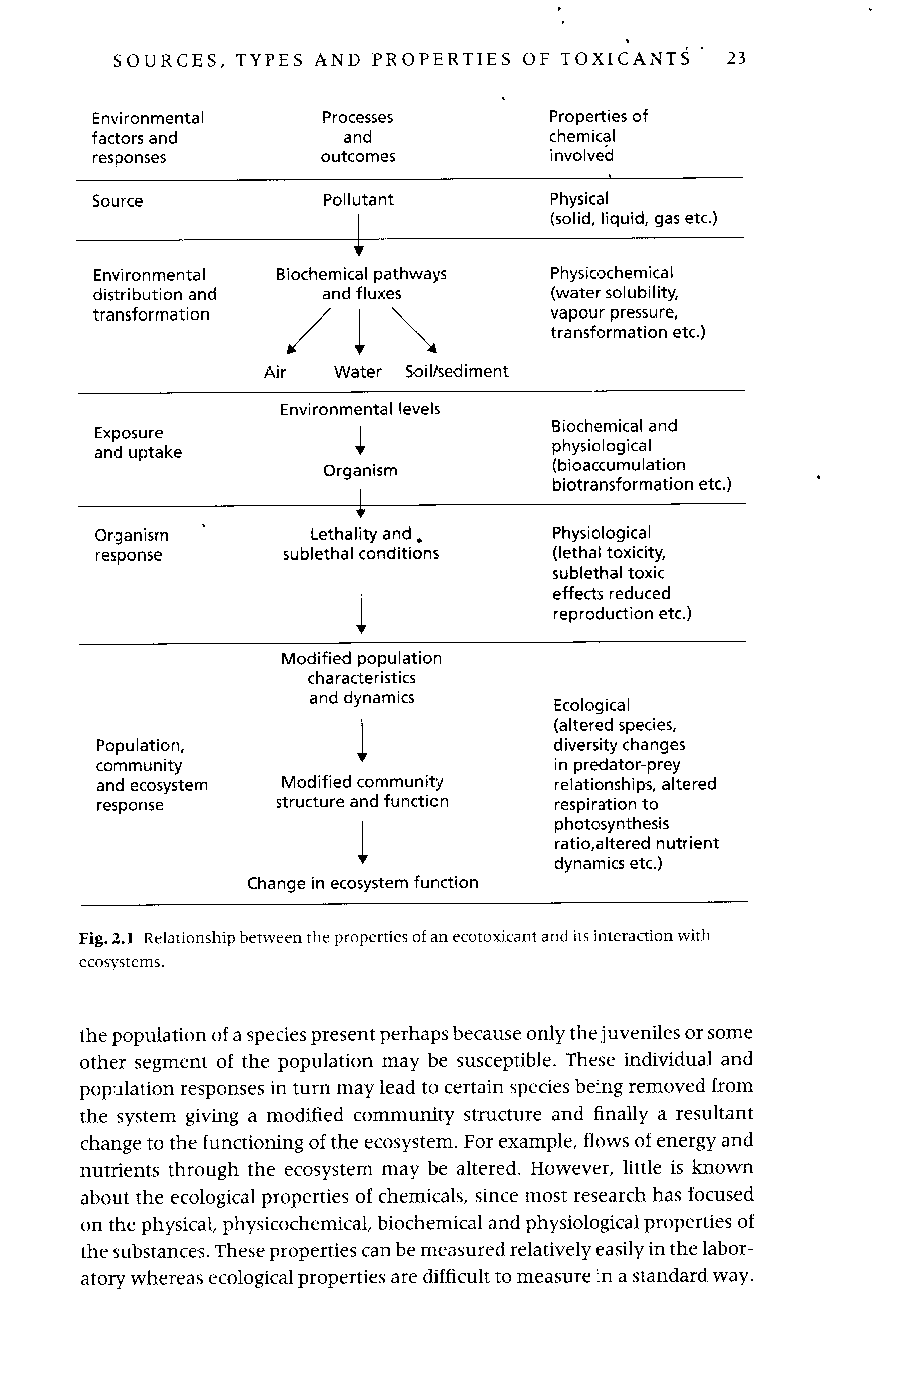 SOURCES, TYPES AND PROPERTIES OF TOXICANTS 23
Environmental
factors and
responses
Processes
and
outcomes
Properties of
chemical
involved
Source
Pollutant
Physical
(solid, liquid, gas etc.)
Environmental
distribution and
transformation
Biochemical pathways
and fluxes
Air Water Soil/sediment
Physicochemical
(water solubility,
vapour pressure,
transformation etc.)
Exposure
and uptake
Environmental levels
Organism
Biochemical and
physiological
(bioaccumulation
biotransformation etc.)
Organism
response
Lethality and
sublethal conditions
Physiological
(lethal toxicity,
sublethal toxic
effects reduced
reproduction etc.)
Population,
community
and ecosystem
response
Modified population
characteristics
and dynamics
Modified community
structure and function
Change in ecosystem function
Ecological
(altered species,
diversity changes
in predator-prey
relationships, altered
respiration to
photosynthesis
ratio,altered nutrient
dynamics etc.)
Fig. 2.1 Relationship between the properties of an ecotoxicant and its interaction with
ecosystems.
the population of a species present perhaps because only the juveniles or some
other segment of the population may be susceptible. These individual and
population responses in turn may lead to certain species being removed from
the system giving a modified community structure and finally a resultant
change to the functioning of the ecosystem. For example, flows of energy and
nutrients through the ecosystem may be altered. However, little is known
about the ecological properties of chemicals, since most research has focused
on the physical, physicochemical, biochemical and physiological properties of
the substances. These properties can be measured relatively easily in the labor-
atory whereas ecological properties are difficult to measure in a standard way.